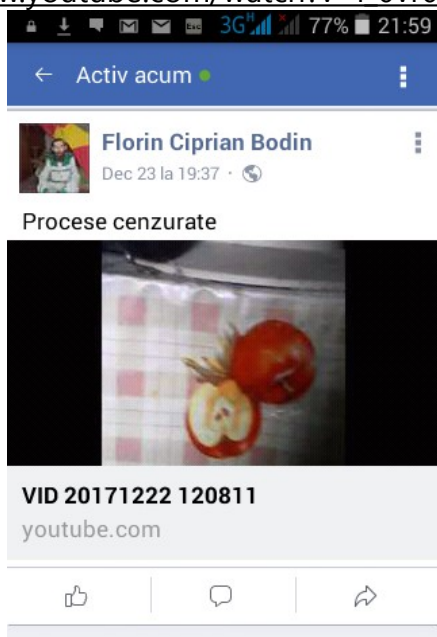 3G H 77% 21:59
← Activ acum
Florin Ciprian Bodin
Dec 23 la 19:37 ·
Procese cenzurate
VID 20171222 120811
youtube.com